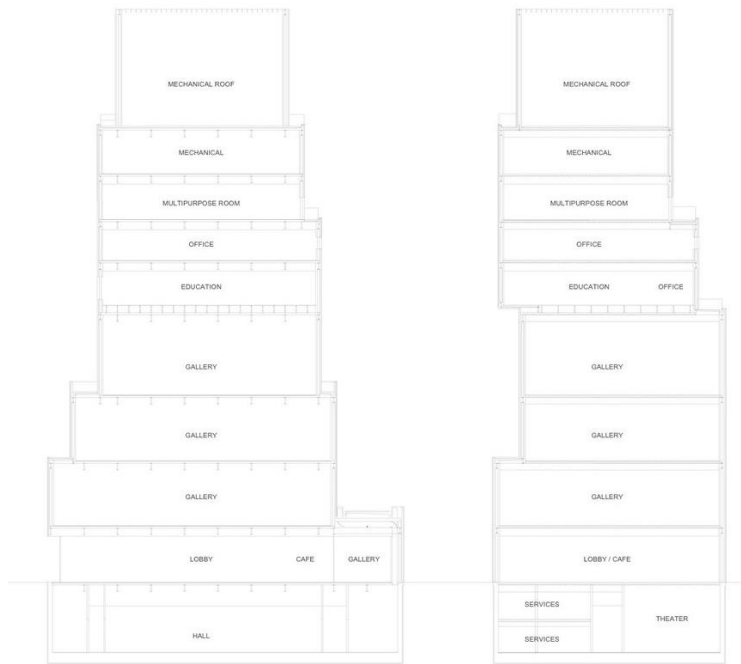 MECHANICAL ROOF
MECHANICAL
MULTIPURPOSE ROOM
OFFICE
EDUCATION
GALLERY
GALLERY
GALLERY
LOBBY CAFE GALLERY
HALL
MECHANICAL ROOF
MECHANICAL
MULTIPURPOSE ROOM
OFFICE
EDUCATION OFFICE
GALLERY
GALLERY
GALLERY
LOBBY / CAFE
SERVICES
THEATER
SERVICES